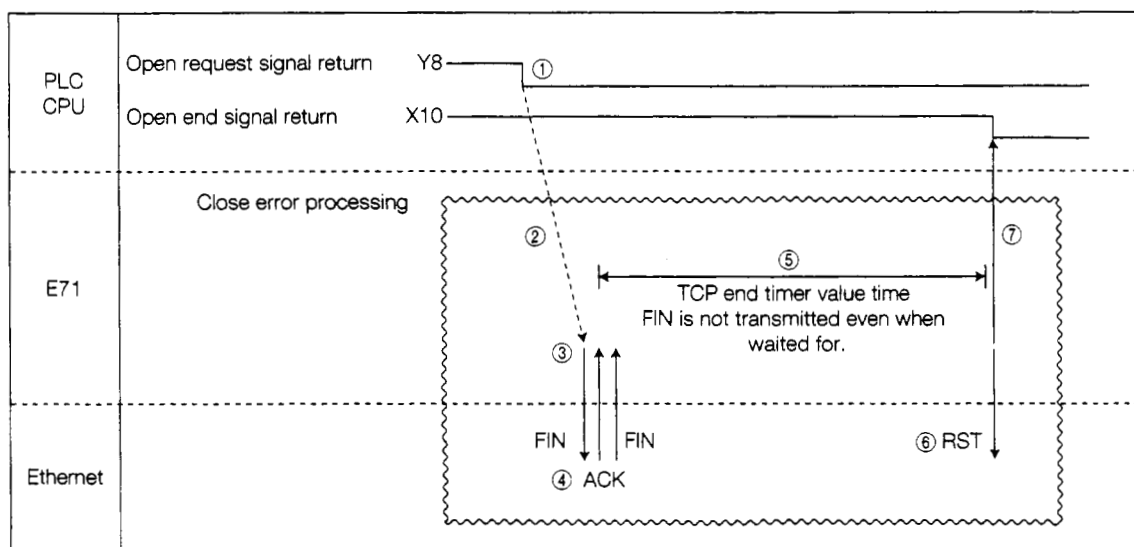 PLC
CPU
Open request signal return Y8 ①
Open end signal return X10
Close error processing
② ⑦
⑤
E71
TCP end timer value time
FIN is not transmitted even when
waited for.
③
FIN FIN ⑥ RST
Ethernet ④ ACK